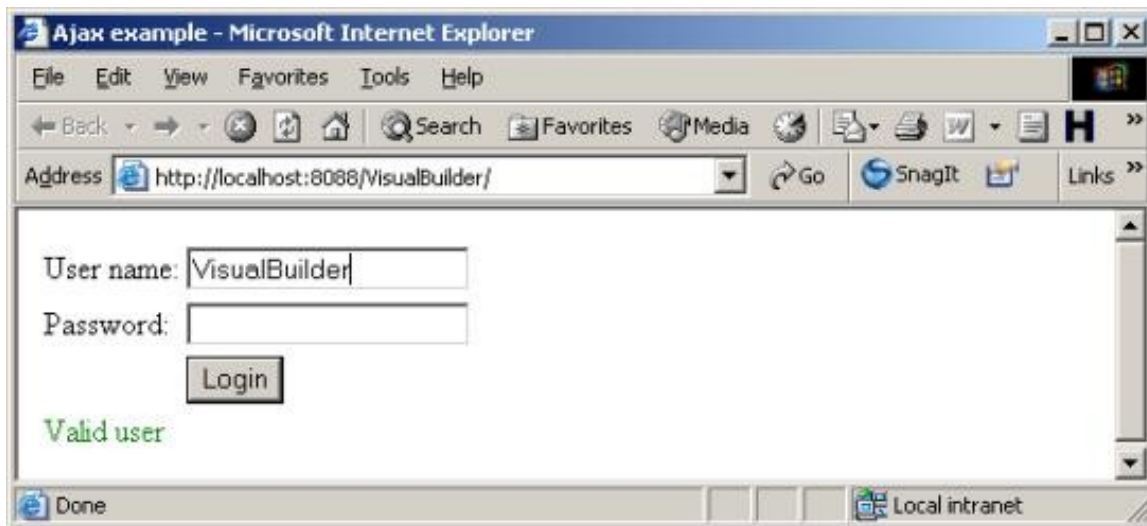 Ajax example - Microsoft Internet Explorer
File Edit View Favorites Tools Help
Back Search Favorites Media W H »
Address http://localhost:8088/VisualBuilder/ Go SnagIt Links »
User name: VisualBuilder
Password:
Login
Valid user
Done Local intranet